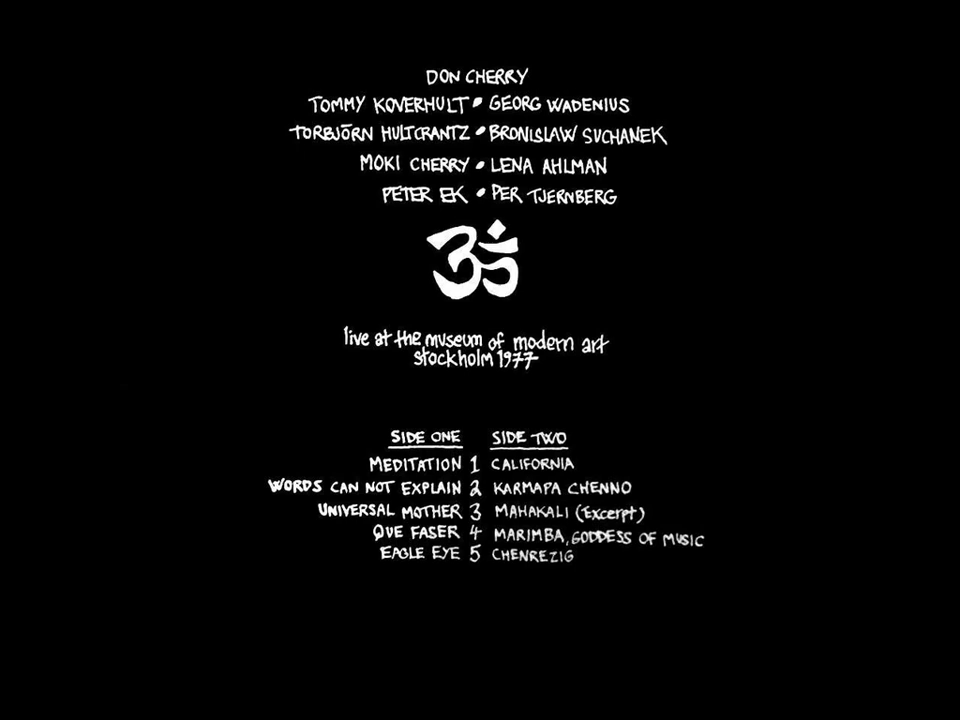 DON CHERRY
TOMMY KOVERHULT • GEORG WADENIUS
TORBJÖRN HULTCRANTZ • BRONISLAW SUCHANEK
MOKI CHERRY • LENA AHLMAN
PETER EK • PER TJERNBERG
ॐ
live at the museum of modern art
stockholm 1977
SIDE ONE SIDE TWO
MEDITATION 1 CALIFORNIA
WORDS CAN NOT EXPLAIN 2 KARMAPA CHENNO
UNIVERSAL MOTHER 3 MAHAKALI (Excerpt)
QUE FASER 4 MARIMBA, GODDESS OF MUSIC
EAGLE EYE 5 CHENREZIG